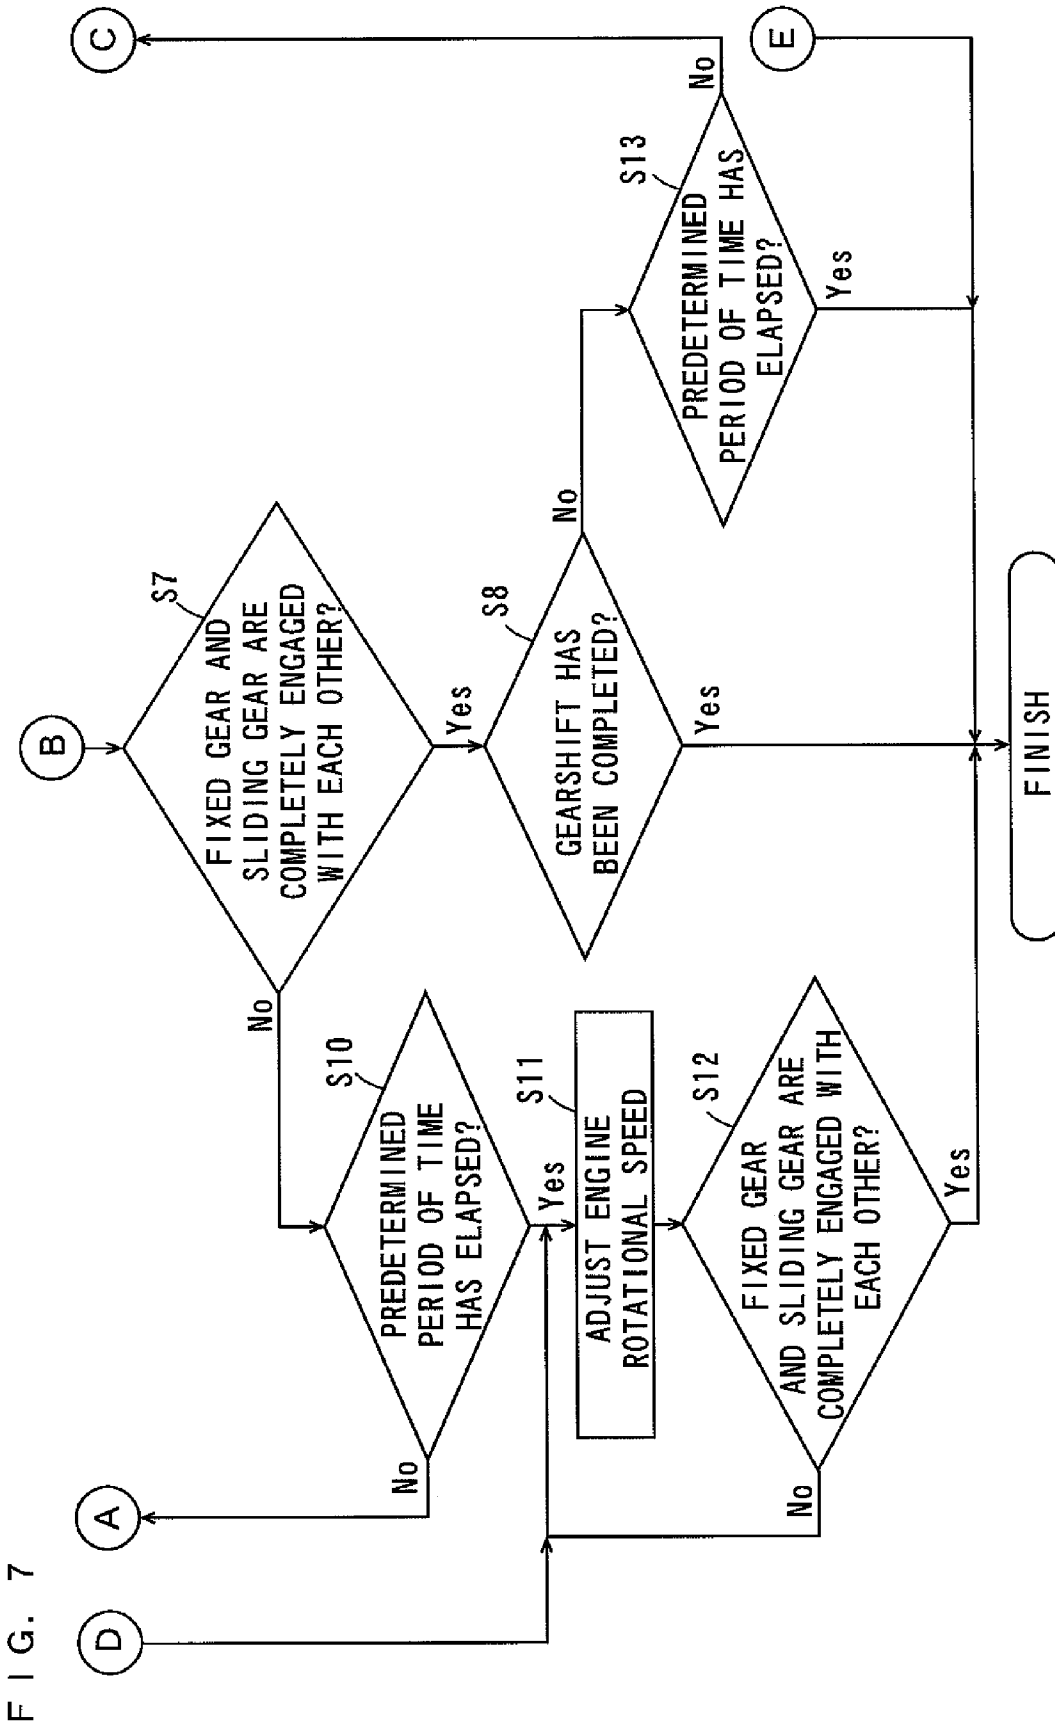 FIG. 7
D
A
B
C
S7
FIXED GEAR AND
SLIDING GEAR ARE
COMPLETELY ENGAGED
WITH EACH OTHER?
No
Yes
S10
PREDETERMINED
PERIOD OF TIME
HAS ELAPSED?
No
Yes
S11
ADJUST ENGINE
ROTATIONAL SPEED
S12
FIXED GEAR
AND SLIDING GEAR ARE
COMPLETELY ENGAGED WITH
EACH OTHER?
No
Yes
S8
GEARSHIFT HAS
BEEN COMPLETED?
No
Yes
S13
PREDETERMINED
PERIOD OF TIME HAS
ELAPSED?
No
Yes
E
FINISH